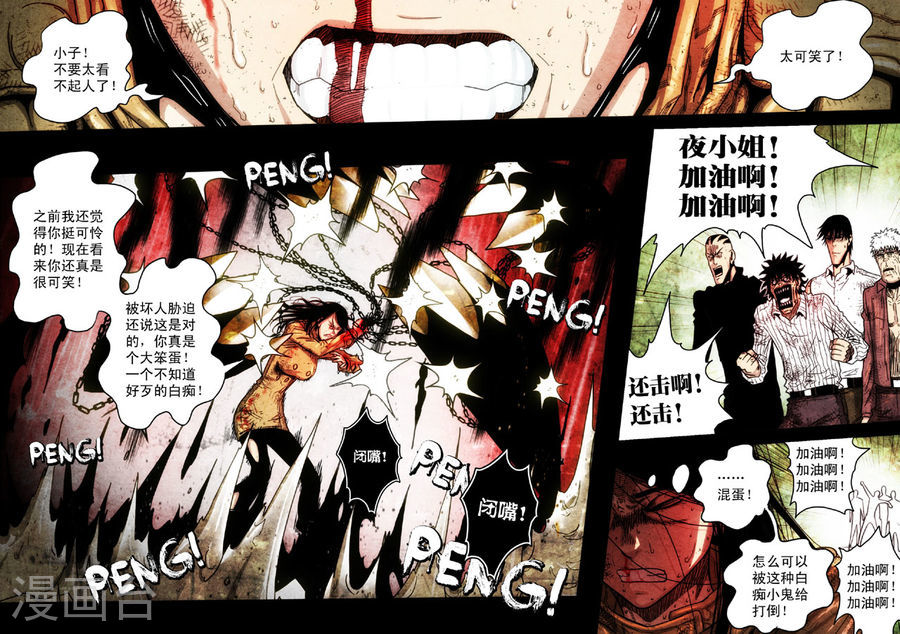 小子！
不要太看
不起人了！
太可笑了！
PENG!
之前我还觉
得你挺可怜
的！现在看
来你还真是
很可笑！
被坏人胁迫
还说这是对
的，你真是
个大笨蛋！
一个不知道
好歹的白痴！
PENG!
PENG!
闭嘴！
PENG
闭嘴！
PENG!
PENG!
夜小姐！
加油啊！
加油啊！
还击啊！
还击！
……
混蛋！
加油啊！
加油啊！
加油啊！
怎么可以
被这种白
痴小鬼给
打倒！
加油啊！
加油啊！
加油啊！
漫画台